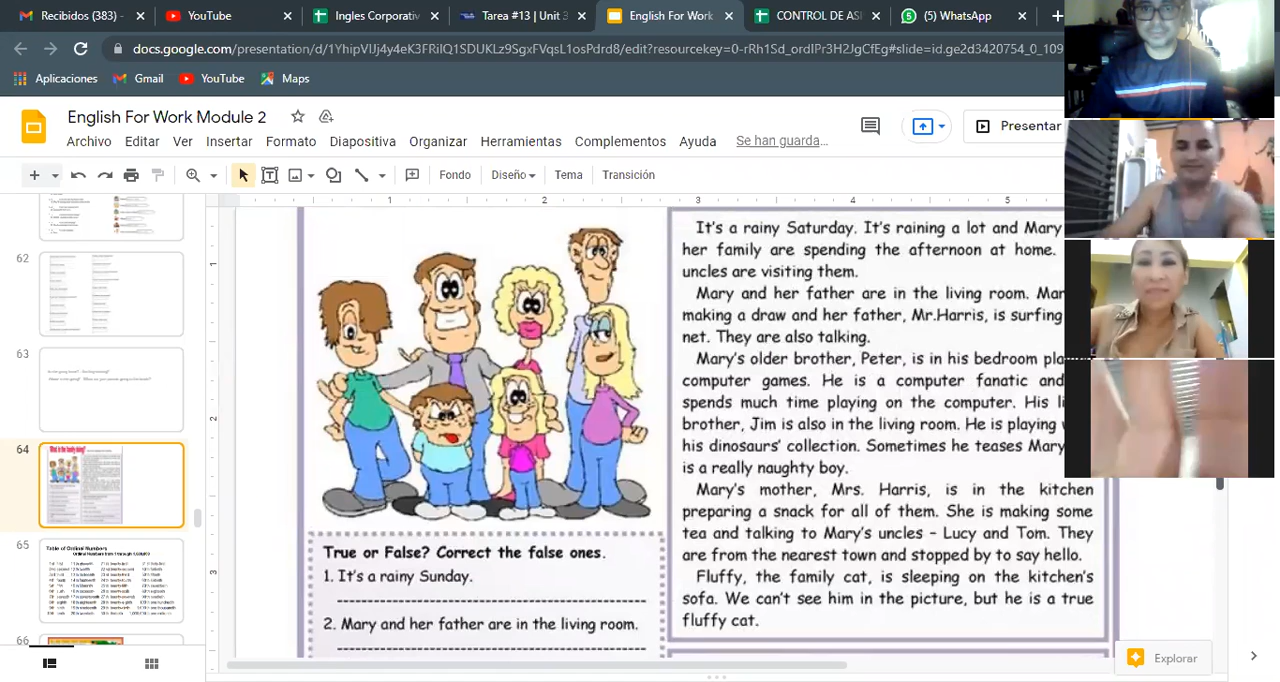 Recibidos (383) -
YouTube
Ingles Corporativ
Tarea #13 | Unit 3
English For Work
CONTROL DE ASI
(5) WhatsApp
docs.google.com/presentation/d/
Aplicaciones
Gmail
YouTube
Maps
English For Work Module 2
Archivo
Editar
Ver
Insertar
Formato
Diapositiva
Organizar
Herramientas
Complementos
Ayuda
Se han guarda...
Presentar
Fondo
Diseño
Tema
Transición
1
2
3
4
5
62
63
64
65
Table of Ordinal Numbers
66
1
2
3
It's a rainy Saturday. It's raining a lot and Mary
her family are spending the afternoon at home.
uncles are visiting them.
Mary and her father are in the living room. Mar
making a draw and her father, Mr.Harris, is surfing
net. They are also talking.
Mary's older brother, Peter, is in his bedroom
computer games. He is a computer fanatic and
spends much time playing on the computer. His
brother, Jim is also in the living room. He is playing
his dinosaurs' collection. Sometimes he teases Mary
is a really naughty boy.
Mary's mother, Mrs. Harris, is in the kitchen
preparing a snack for all of them. She is making some
tea and talking to Mary's uncles – Lucy and Tom. They
are from the nearest town and stopped by to say hello.
Fluffy, the family cat, is sleeping on the kitchen's
sofa. We can't see him in the picture, but he is a true
fluffy cat.
True or False? Correct the false ones.
1. It's a rainy Sunday.
2. Mary and her father are in the living room.
Explorar